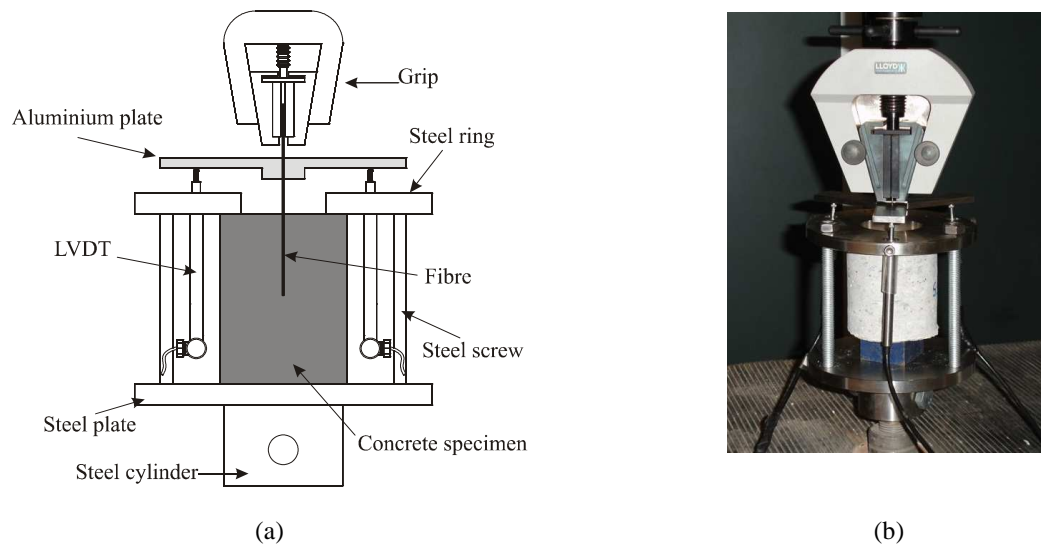 Grip
Aluminium plate
Steel ring
LVDT
Fibre
Steel screw
Steel plate
Concrete specimen
Steel cylinder
LLOYD
(a)
(b)